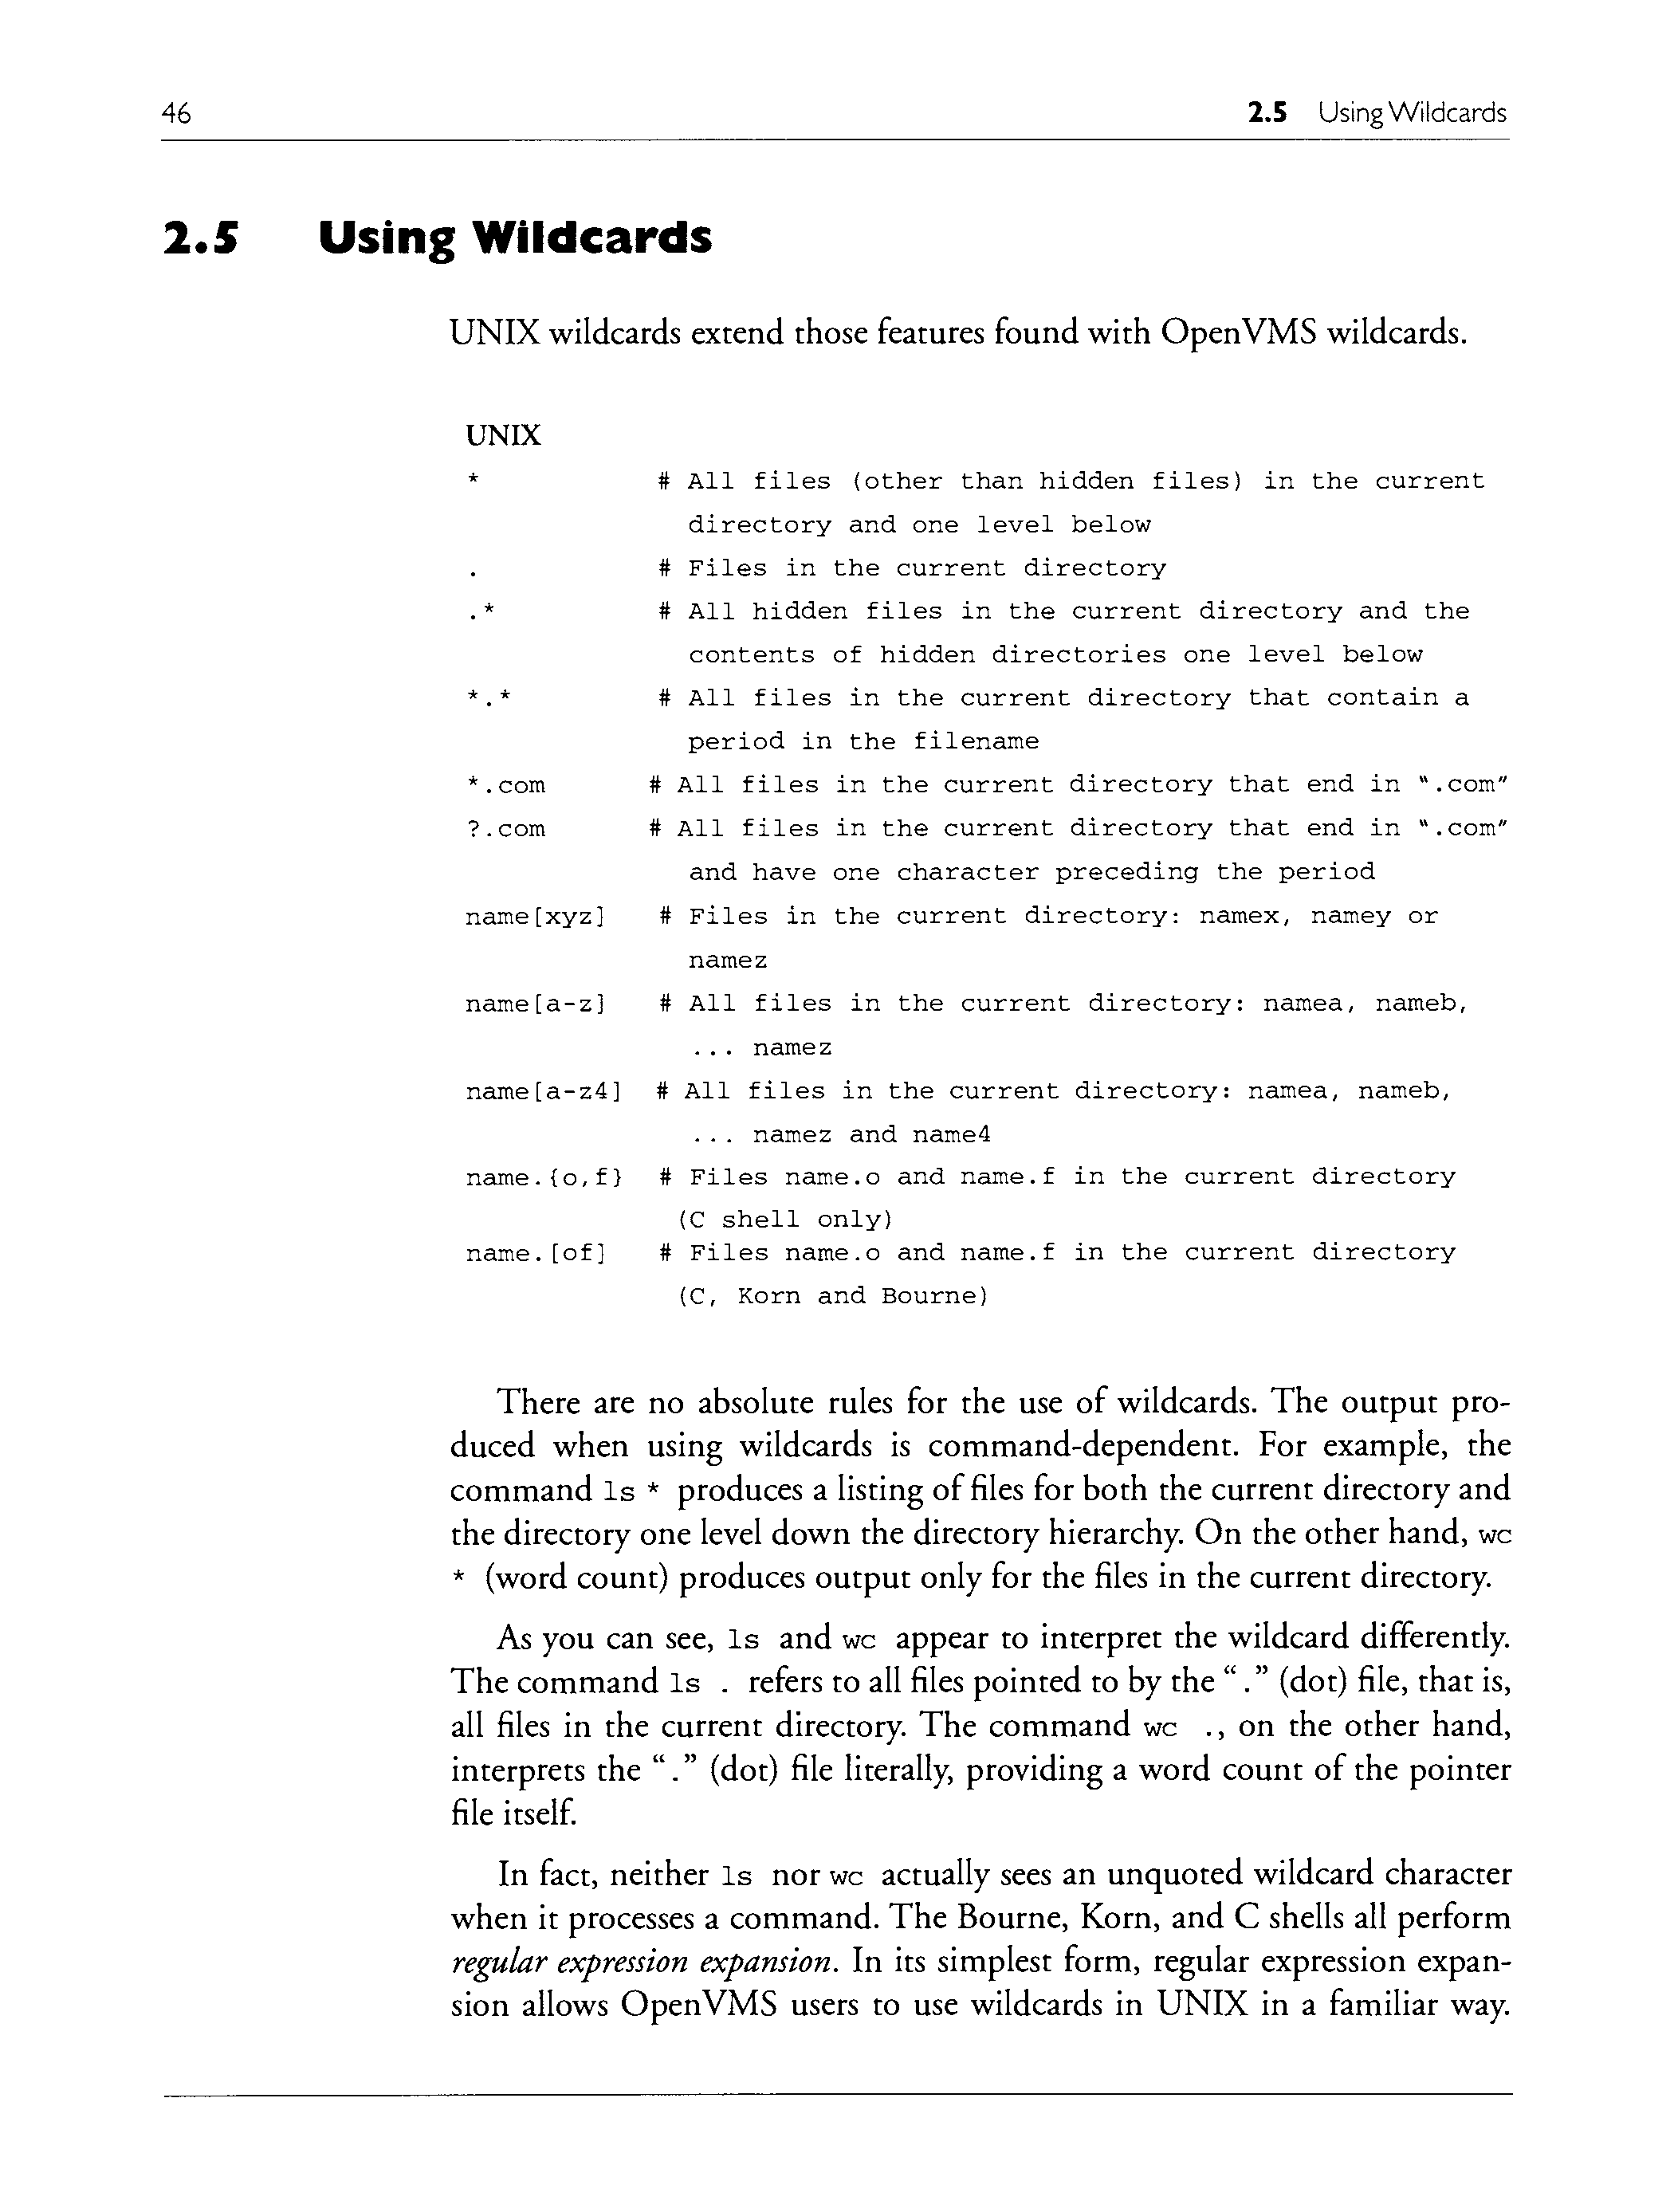 46
2.5 Using Wildcards
2.5 Using Wildcards
UNIX wildcards extend those features found with OpenVMS wildcards.
UNIX
* # All files (other than hidden files) in the current
directory and one level below
. # Files in the current directory
.* # All hidden files in the current directory and the
contents of hidden directories one level below
*.* # All files in the current directory that contain a
period in the filename
*.com # All files in the current directory that end in ".com"
?.com # All files in the current directory that end in ".com"
and have one character preceding the period
name[xyz] # Files in the current directory: namex, namey or
namez
name[a-z] # All files in the current directory: namea, nameb,
... namez
name[a-z4] # All files in the current directory: namea, nameb,
... namez and name4
name.{o,f} # Files name.o and name.f in the current directory
(C shell only)
name.[of] # Files name.o and name.f in the current directory
(C, Korn and Bourne)
There are no absolute rules for the use of wildcards. The output pro-
duced when using wildcards is command-dependent. For example, the
command ls * produces a listing of files for both the current directory and
the directory one level down the directory hierarchy. On the other hand, wc
* (word count) produces output only for the files in the current directory.
As you can see, ls and wc appear to interpret the wildcard differently.
The command ls . refers to all files pointed to by the “.” (dot) file, that is,
all files in the current directory. The command wc ., on the other hand,
interprets the “.” (dot) file literally, providing a word count of the pointer
file itself.
In fact, neither ls nor wc actually sees an unquoted wildcard character
when it processes a command. The Bourne, Korn, and C shells all perform
regular expression expansion. In its simplest form, regular expression expan-
sion allows OpenVMS users to use wildcards in UNIX in a familiar way.